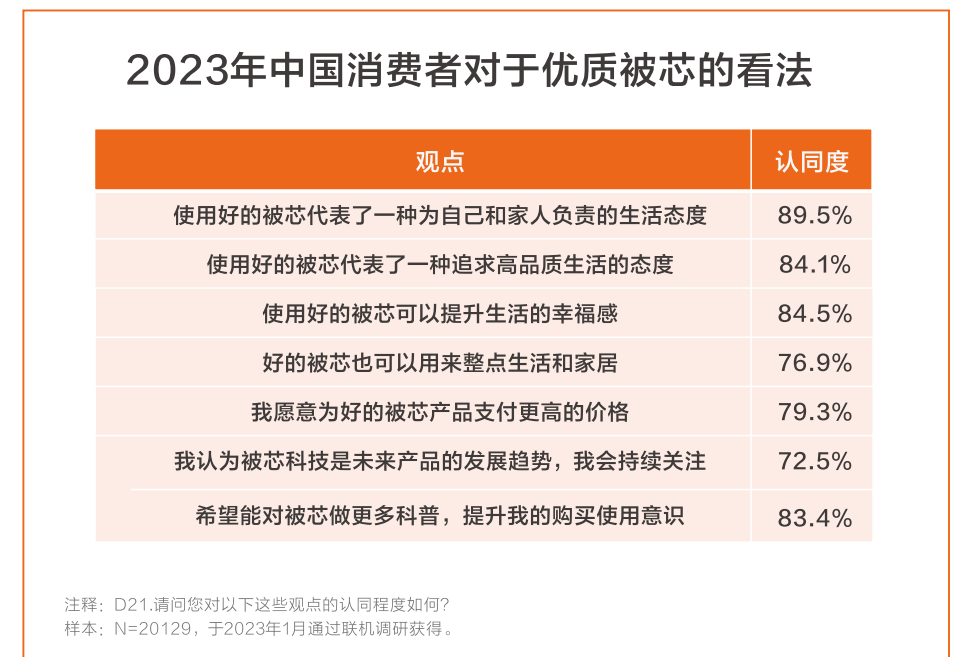 2023年中国消费者对于优质被芯的看法
观点 认同度
使用好的被芯代表了一种为自己和家人负责的生活态度 89.5%
使用好的被芯代表了一种追求高品质生活的态度 84.1%
使用好的被芯可以提升生活的幸福感 84.5%
好的被芯也可以用来整点生活和家居 76.9%
我愿意为好的被芯产品支付更高的价格 79.3%
我认为被芯科技是未来产品的发展趋势，我会持续关注 72.5%
希望能对被芯做更多科普，提升我的购买使用意识 83.4%
注释：D21.请问您对以下这些观点的认同程度如何？
样本：N=20129，于2023年1月通过联机调研获得。